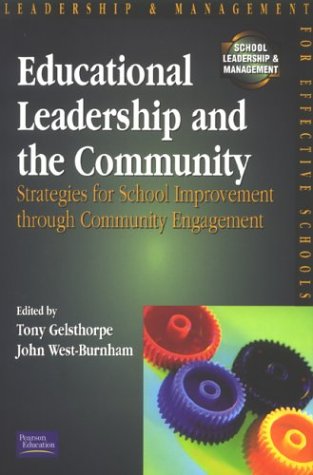 LEADERSHIP & MANAGEMENT
FOR EFFECTIVE SCHOOLS
SCHOOL
LEADERSHIP &
MANAGEMENT
Educational
Leadership and
the Community
Strategies for School Improvement
through Community Engagement
Edited by
Tony Gelsthorpe
John West-Burnham
Pearson
Education